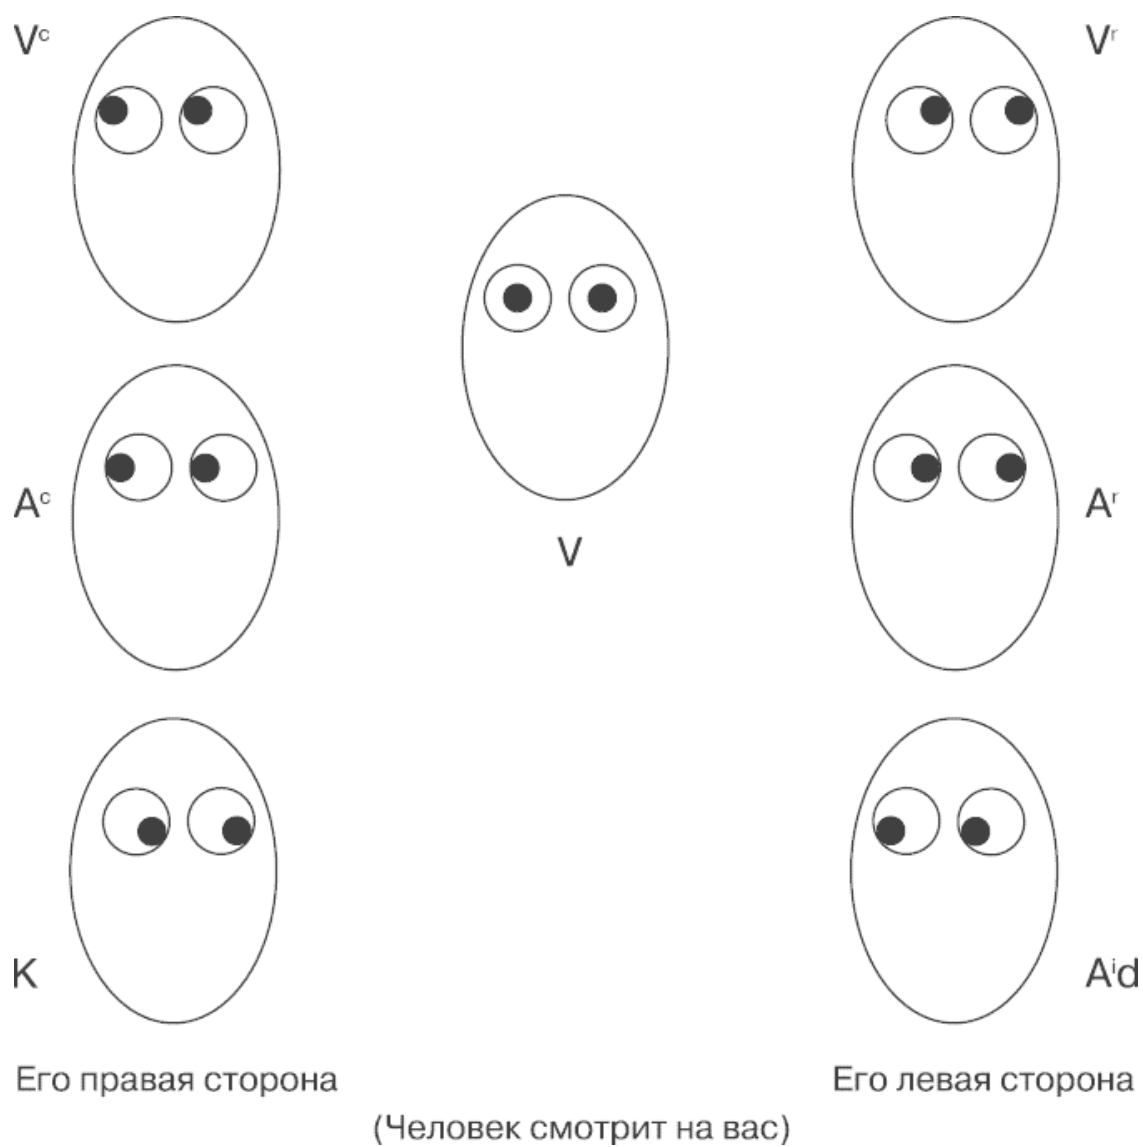 Vᶜ
Vʳ
V
Aᶜ
Aʳ
K
Aⁱd
Его правая сторона
Его левая сторона
(Человек смотрит на вас)